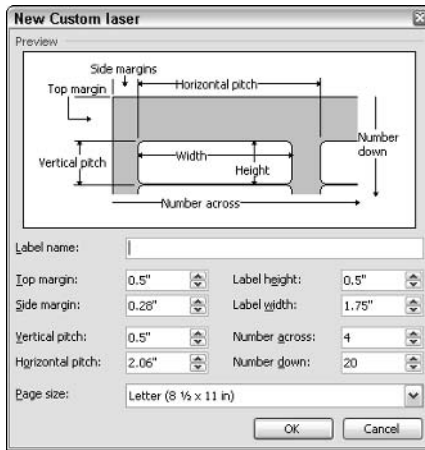 New Custom laser
Preview
Side margins
Horizontal pitch
Top margin
Number down
Vertical pitch
Width
Height
Number across
Label name:
Top margin: 0.5" Label height: 0.5"
Side margin: 0.28" Label width: 1.75"
Vertical pitch: 0.5" Number across: 4
Horizontal pitch: 2.06" Number down: 20
Page size: Letter (8 ½ x 11 in)
OK Cancel